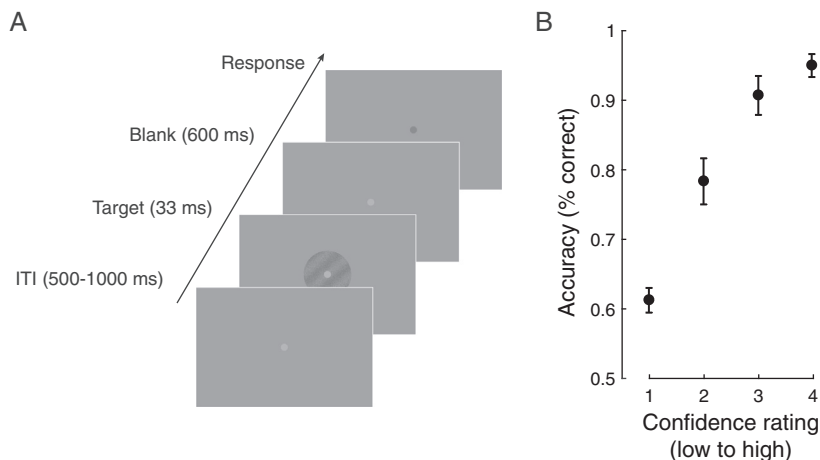 A
Response
Blank (600 ms)
Target (33 ms)
ITI (500-1000 ms)
B
Accuracy (% correct)
1
0.9
0.8
0.7
0.6
0.5
1 2 3 4
Confidence rating
(low to high)